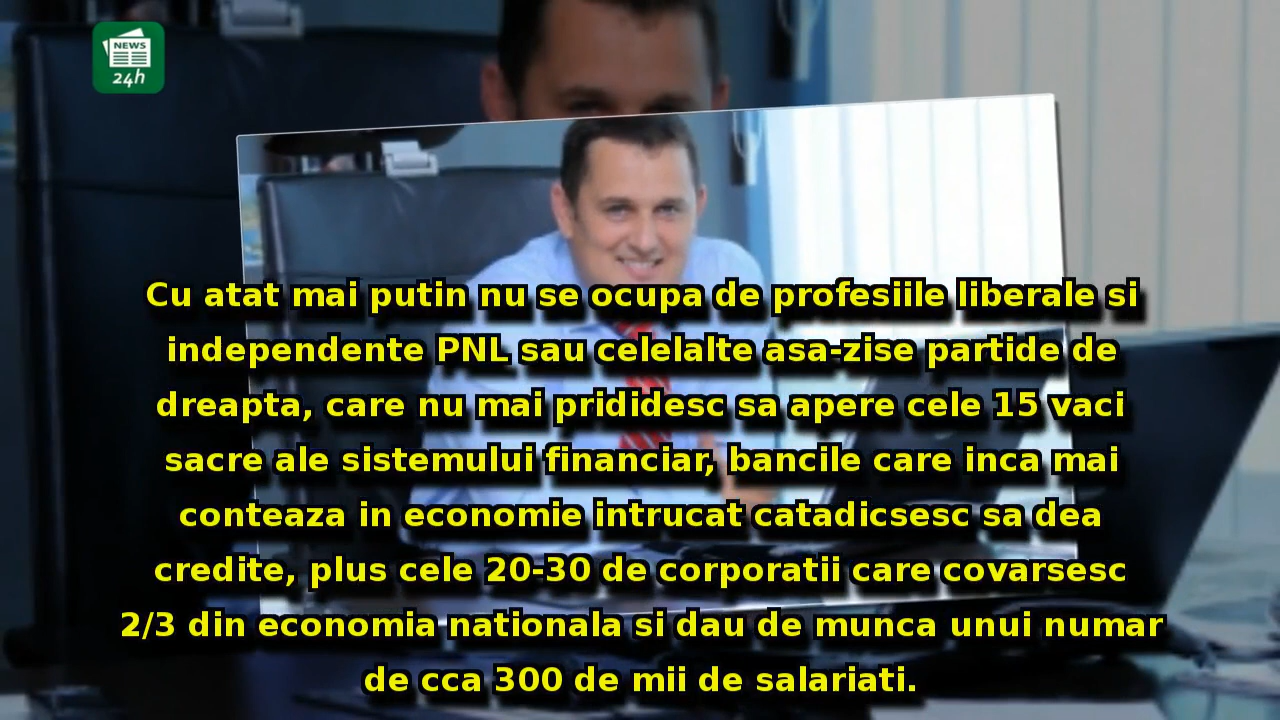 NEWS
24h
Cu atat mai putin nu se ocupa de profesiile liberale si
independente PNL sau celelalte asa-zise partide de
dreapta, care nu mai prididesc sa apere cele 15 vaci
sacre ale sistemului financiar, bancile care inca mai
conteaza in economie intrucat catadicsesc sa dea
credite, plus cele 20-30 de corporatii care covarsesc
2/3 din economia nationala si dau de munca unui numar
de cca 300 de mii de salariati.